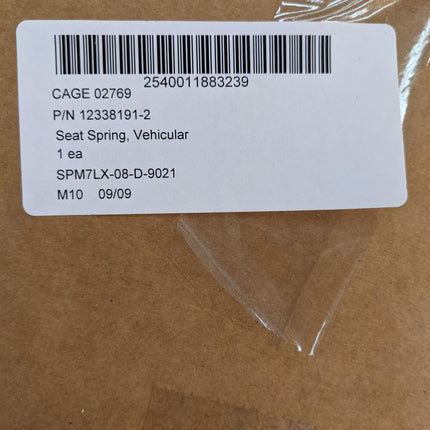 2540011883239
CAGE 02769
P/N 12338191-2
Seat Spring, Vehicular
1 ea
SPM7LX-08-D-9021
M10 09/09